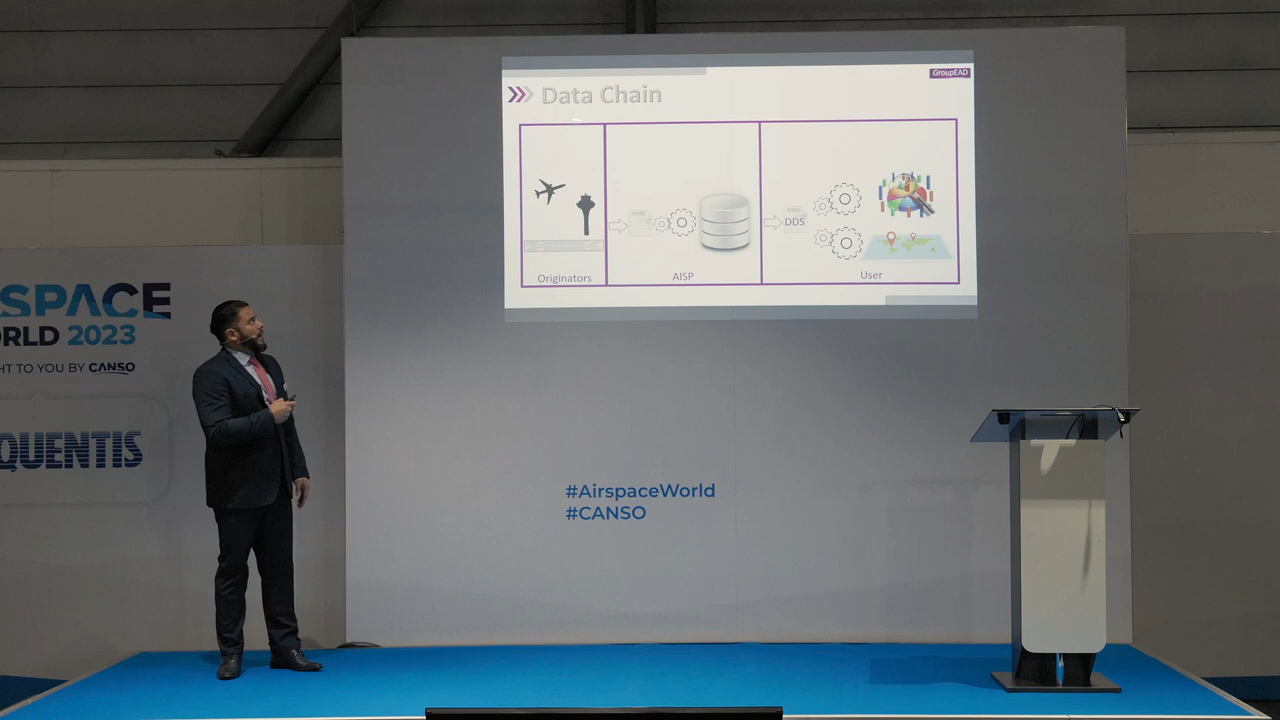 GroupEAD
Data Chain
DDS
Originators
AISP
User
SPACE
RLD 2023
HT TO YOU BY CANSO
QUENTIS
#AirspaceWorld
#CANSO